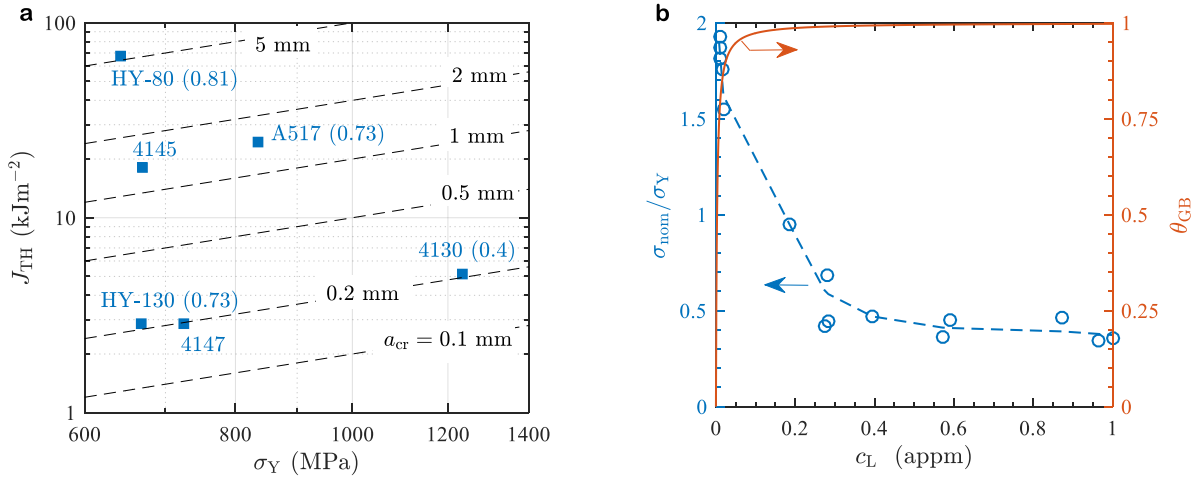 a
100
10
1
600
800
1000
1200
1400
J_TH (kJm⁻²)
σ_Y (MPa)
5 mm
2 mm
1 mm
0.5 mm
0.2 mm
a_cr = 0.1 mm
HY-80 (0.81)
4145
A517 (0.73)
4130 (0.4)
HY-130 (0.73)
4147
b
2
1.5
1
0.5
0
0
0.2
0.4
0.6
0.8
1
1
0.75
0.5
0.25
0
σ_nom/σ_Y
c_L (appm)
θ_GB